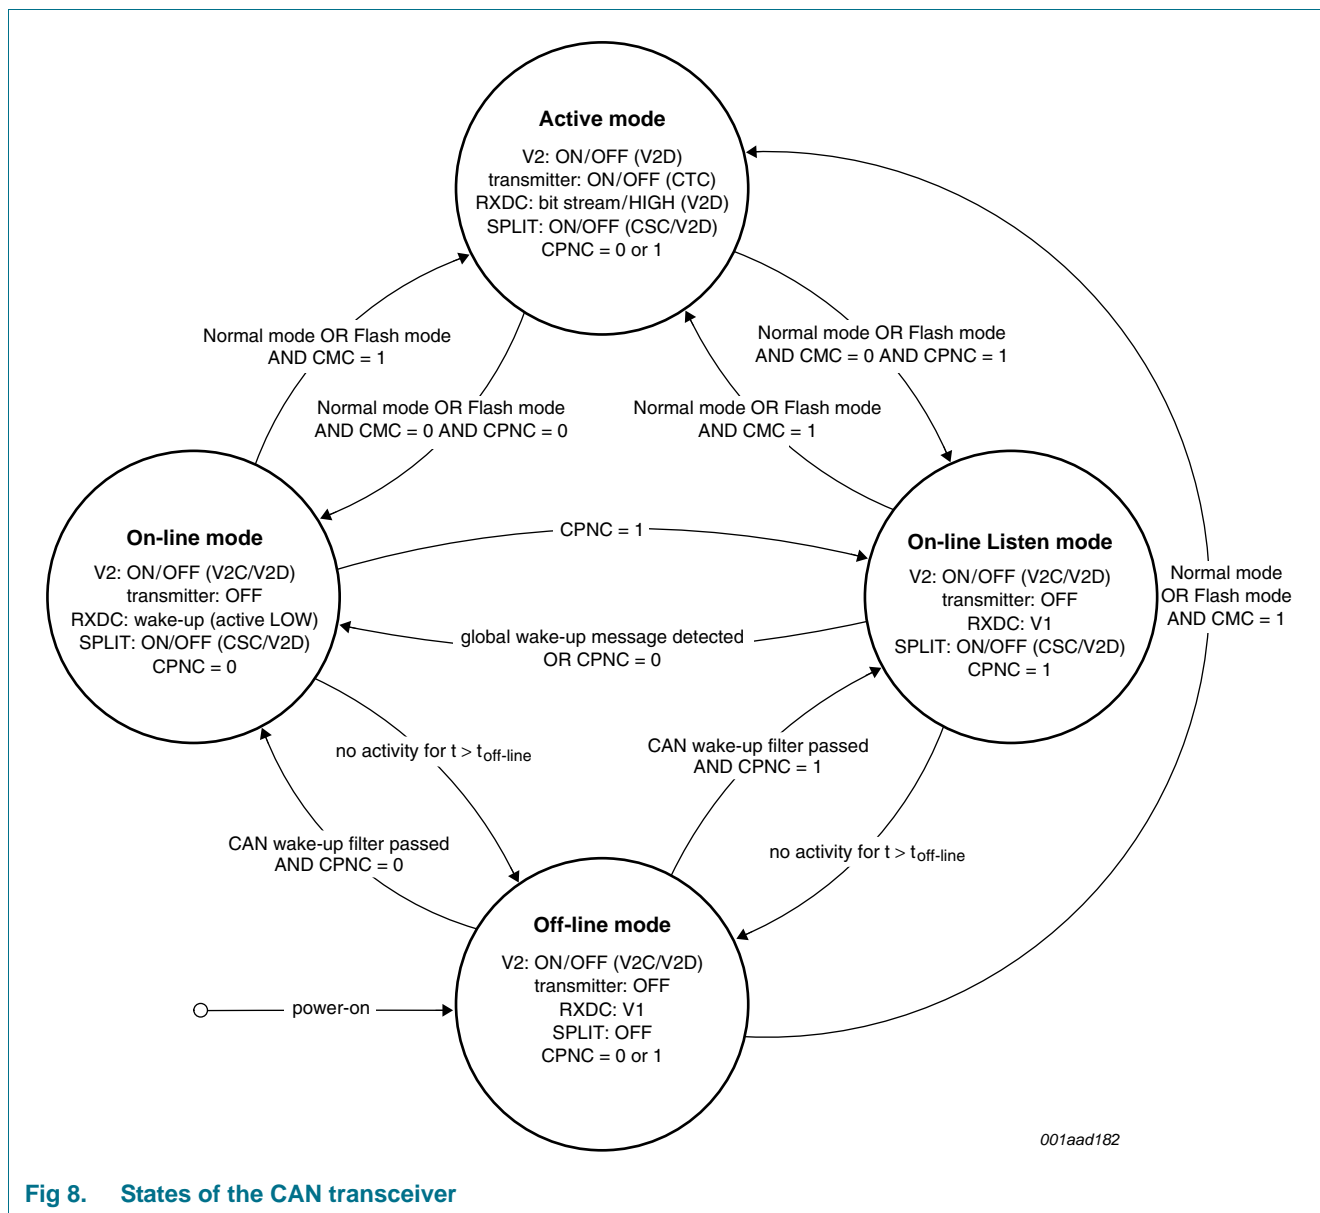 Active mode
V2: ON/OFF (V2D)
transmitter: ON/OFF (CTC)
RXDC: bit stream/HIGH (V2D)
SPLIT: ON/OFF (CSC/V2D)
CPNC = 0 or 1
Normal mode OR Flash mode
AND CMC = 1
Normal mode OR Flash mode
AND CMC = 0 AND CPNC = 1
Normal mode OR Flash mode
AND CMC = 0 AND CPNC = 0
Normal mode OR Flash mode
AND CMC = 1
On-line mode
V2: ON/OFF (V2C/V2D)
transmitter: OFF
RXDC: wake-up (active LOW)
SPLIT: ON/OFF (CSC/V2D)
CPNC = 0
CPNC = 1
On-line Listen mode
V2: ON/OFF (V2C/V2D)
transmitter: OFF
RXDC: V1
SPLIT: ON/OFF (CSC/V2D)
CPNC = 1
Normal mode
OR Flash mode
AND CMC = 1
global wake-up message detected
OR CPNC = 0
no activity for t > toff-line
CAN wake-up filter passed
AND CPNC = 1
CAN wake-up filter passed
AND CPNC = 0
no activity for t > toff-line
Off-line mode
V2: ON/OFF (V2C/V2D)
transmitter: OFF
RXDC: V1
SPLIT: OFF
CPNC = 0 or 1
power-on
001aad182
Fig 8. States of the CAN transceiver